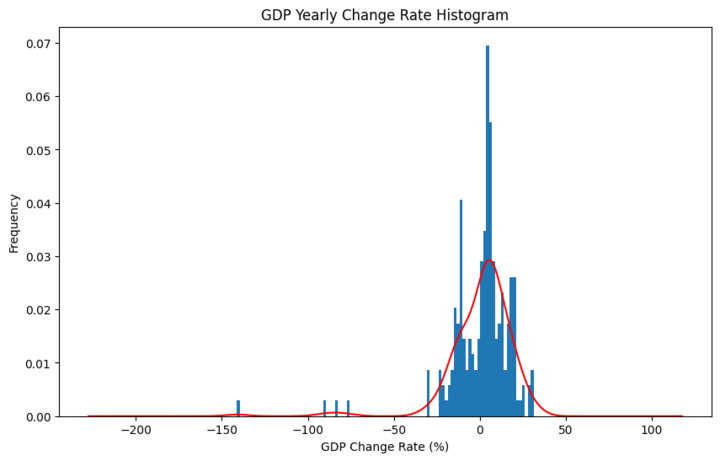 GDP Yearly Change Rate Histogram
0.07
0.06
0.05
0.04
0.03
0.02
0.01
0.00
Frequency
−200 −150 −100 −50 0 50 100
GDP Change Rate (%)